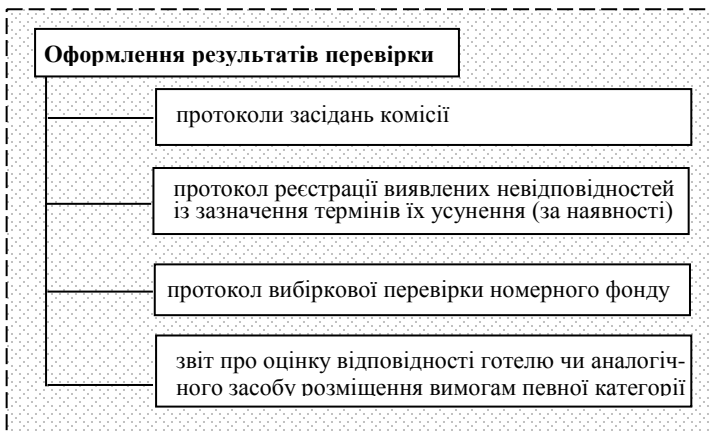 Оформлення результатів перевірки
протоколи засідань комісії
протокол реєстрації виявлених невідповідностей
із зазначення термінів їх усунення (за наявності)
протокол вибіркової перевірки номерного фонду
звіт про оцінку відповідності готелю чи аналогіч-
ного засобу розміщення вимогам певної категорії